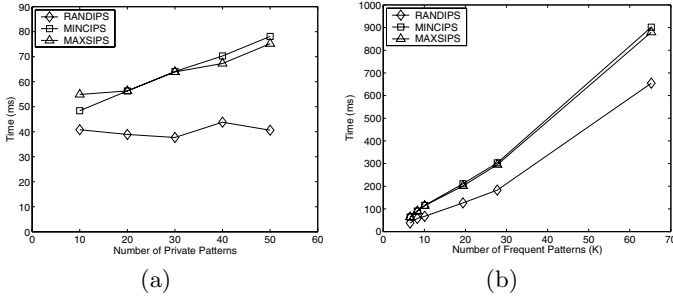 90
80
70
60
50
40
30
20
10
0
Time (ms)
RANDIPS
MINCIPS
MAXSIPS
0 10 20 30 40 50 60
Number of Private Patterns
(a)
1000
900
800
700
600
500
400
300
200
100
0
Time (ms)
RANDIPS
MINCIPS
MAXSIPS
0 10 20 30 40 50 60 70
Number of Frequent Patterns (K)
(b)